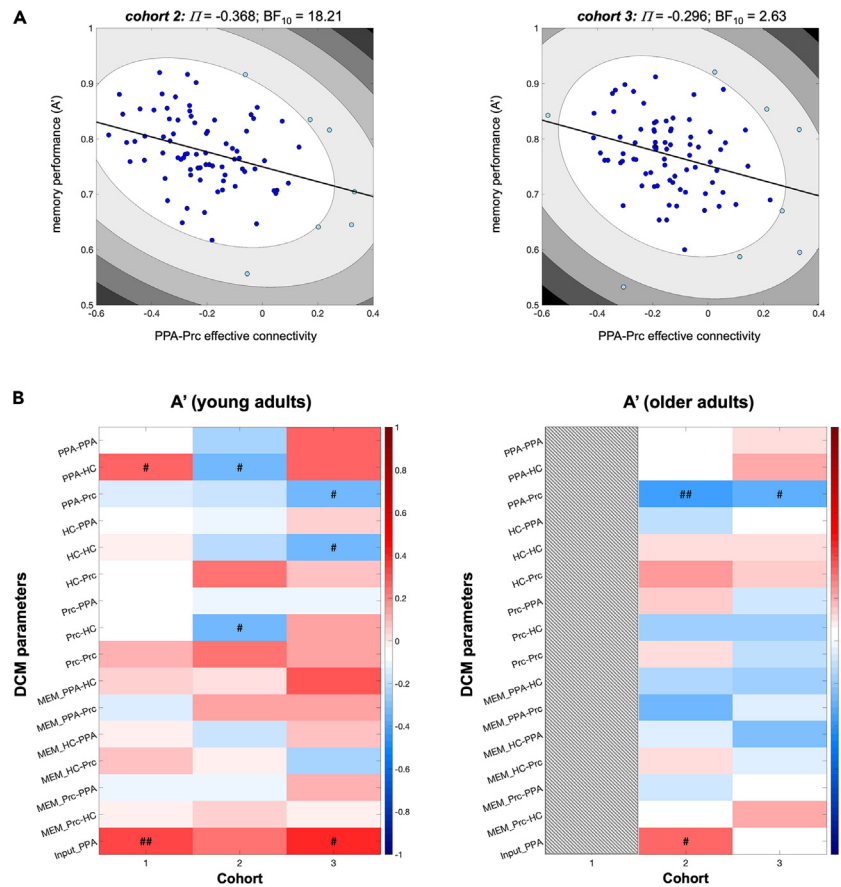 A
cohort 2: Π = -0.368; BF10 = 18.21
memory performance (A')
1
0.9
0.8
0.7
0.6
0.5
-0.6
-0.4
-0.2
0
0.2
0.4
PPA-Prc effective connectivity
cohort 3: Π = -0.296; BF10 = 2.63
memory performance (A')
1
0.9
0.8
0.7
0.6
0.5
-0.6
-0.4
-0.2
0
0.2
0.4
PPA-Prc effective connectivity
B
A' (young adults)
DCM parameters
PPA-PPA
PPA-HC
PPA-Prc
HC-PPA
HC-HC
HC-Prc
Prc-PPA
Prc-HC
Prc-Prc
MEM_PPA-HC
MEM_PPA-Prc
MEM_HC-PPA
MEM_HC-Prc
MEM_Prc-PPA
MEM_Prc-HC
Input_PPA
# #
#
#
#
## #
1 2 3
Cohort
1
0.8
0.6
0.4
0.2
0
-0.2
-0.4
-0.6
-0.8
-1
A' (older adults)
DCM parameters
PPA-PPA
PPA-HC
PPA-Prc
HC-PPA
HC-HC
HC-Prc
Prc-PPA
Prc-HC
Prc-Prc
MEM_PPA-HC
MEM_PPA-Prc
MEM_HC-PPA
MEM_HC-Prc
MEM_Prc-PPA
MEM_Prc-HC
Input_PPA
## #
#
1 2 3
Cohort